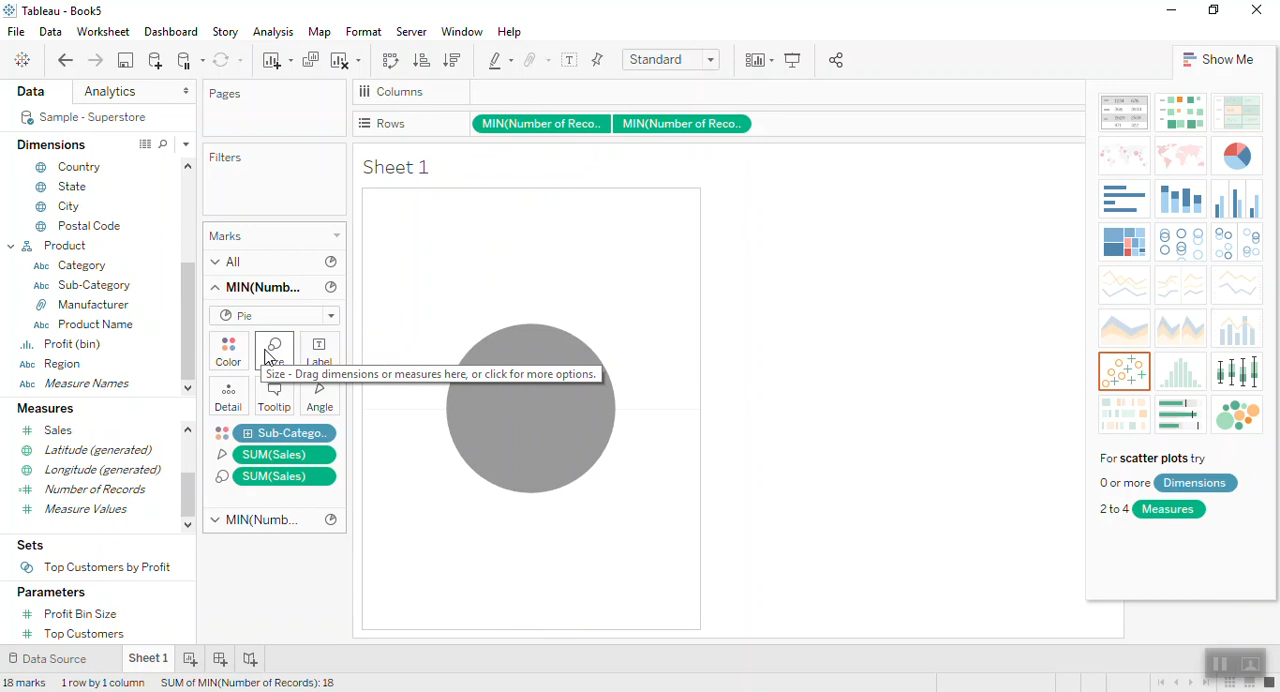 Tableau - Book5
File Data Worksheet Dashboard Story Analysis Map Format Server Window Help
Standard
Show Me
Data Analytics
Sample - Superstore
Dimensions
Country
State
City
Postal Code
Product
Abc Category
Abc Sub-Category
Manufacturer
Abc Product Name
Profit (bin)
Abc Region
Abc Measure Names
Measures
Sales
Latitude (generated)
Longitude (generated)
Number of Records
Measure Values
Sets
Top Customers by Profit
Parameters
Profit Bin Size
Top Customers
Pages
Filters
Marks
All
MIN(Numb...
Pie
Color Label
Detail Tooltip Angle
Sub-Catego..
SUM(Sales)
SUM(Sales)
MIN(Numb...
Columns
Rows MIN(Number of Reco.. MIN(Number of Reco..
Sheet 1
Size - Drag dimensions or measures here, or click for more options.
For scatter plots try
0 or more Dimensions
2 to 4 Measures
Data Source Sheet 1
18 marks 1 row by 1 column SUM of MIN(Number of Records): 18